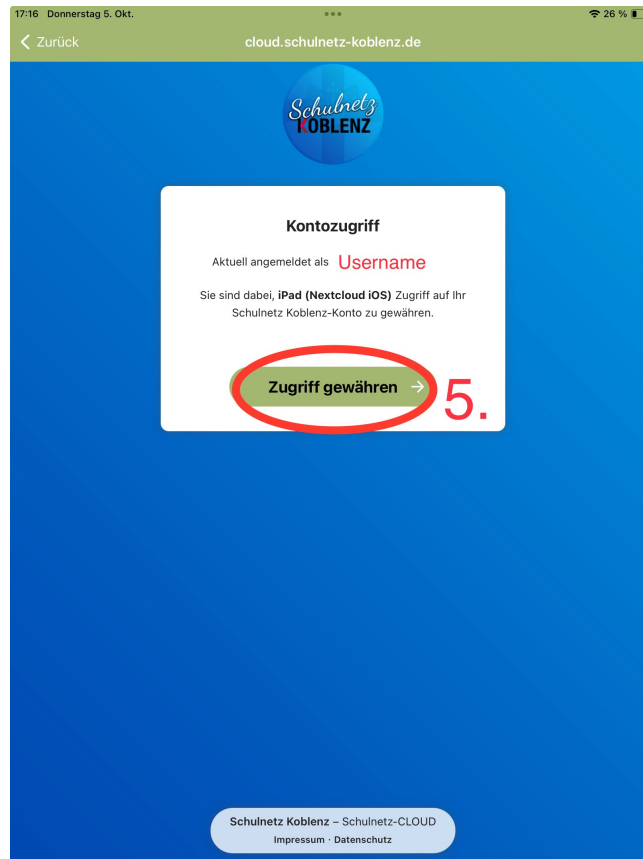 17:16 Donnerstag 5. Okt.
26 %
Zurück
cloud.schulnetz-koblenz.de
Schulnetz
KOBLENZ
Kontozugriff
Aktuell angemeldet als Username
Sie sind dabei, iPad (Nextcloud iOS) Zugriff auf Ihr
Schulnetz Koblenz-Konto zu gewähren.
Zugriff gewähren → 5.
Schulnetz Koblenz – Schulnetz-CLOUD
Impressum · Datenschutz